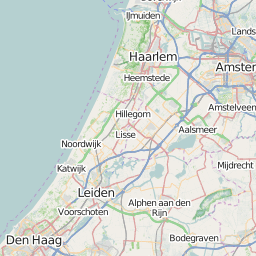 IJmuiden
Haarlem
Heemstede
Hillegom
Lisse
Aalsmeer
Amstelveen
Noordwijk
Katwijk
Mijdrecht
Leiden
Voorschoten
Alphen aan den
Rijn
Den Haag
Bodegraven
Amster
Lands